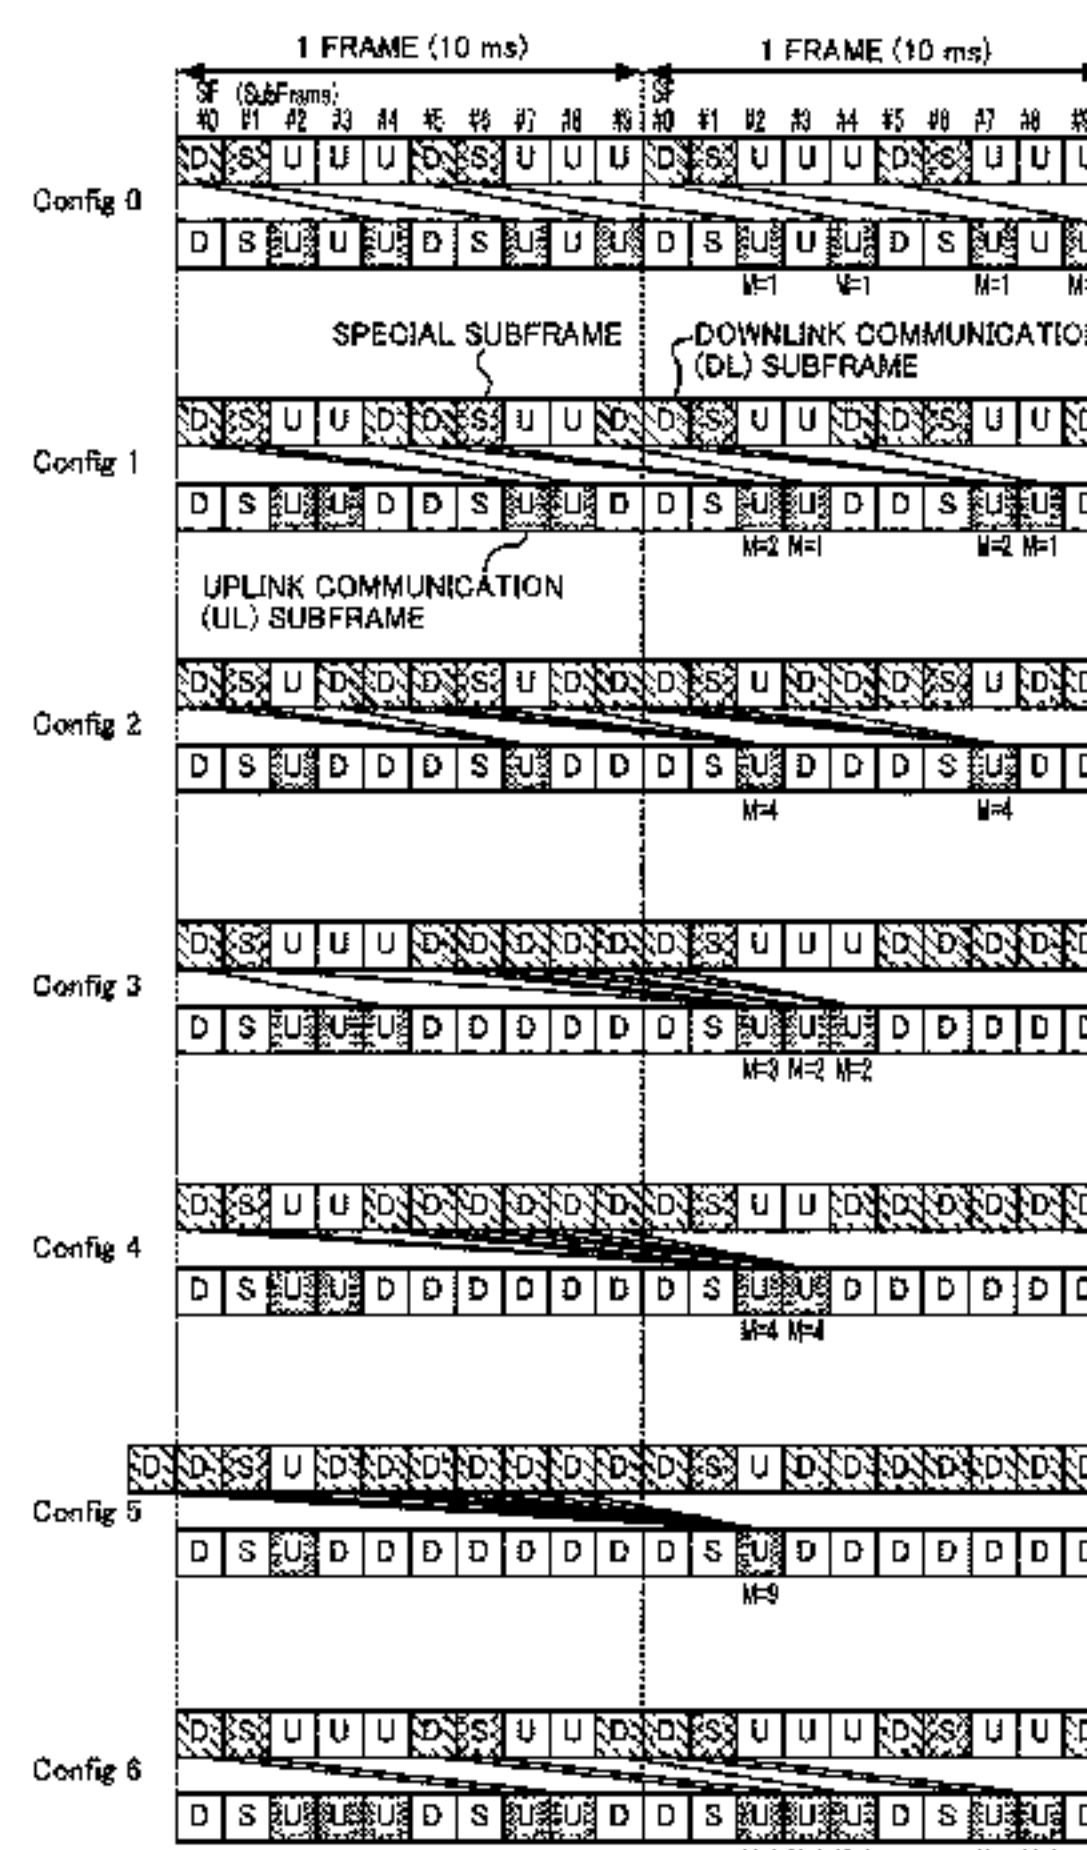 1 FRAME (10 ms) 1 FRAME (10 ms)
SF (SubFrame) SF
#0 #1 #2 #3 #4 #5 #6 #7 #8 #9 #0 #1 #2 #3 #4 #5 #6 #7 #8 #9
D S U U U D S U U U D S U U U D S U U U
Config 0
D S U U U D S U U U D S U U U D S U U U
M=1 M=1 M=1 M=
SPECIAL SUBFRAME DOWNLINK COMMUNICATIO
(DL) SUBFRAME
D S U U D D S U U D D S U U D D S U U D
Config 1
D S U U D D S U U D D S U U D D S U U D
M=2 M=1 M=2 M=1
UPLINK COMMUNICATION
(UL) SUBFRAME
D S U D D D S U D D D S U D D D S U D D
Config 2
D S U D D D S U D D D S U D D D S U D D
M=4 M=4
D S U U U D D D D D D S U U U D D D D D
Config 3
D S U U U D D D D D D S U U U D D D D D
M=3 M=2 M=2
D S U U D D D D D D D S U U D D D D D D
Config 4
D S U U D D D D D D D S U U D D D D D D
M=4 M=4
D D S U D D D D D D D D S U D D D D D D D
Config 5
D S U D D D D D D D D S U D D D D D D D
M=9
D S U U U D S U U D D S U U U D S U U D
Config 6
D S U U U D S U U D D S U U U D S U U D